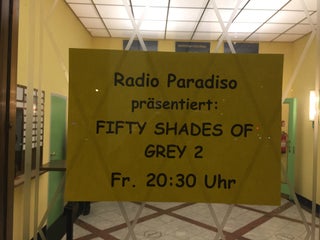 Radio Paradiso
präsentiert:
FIFTY SHADES OF
GREY 2
Fr. 20:30 Uhr